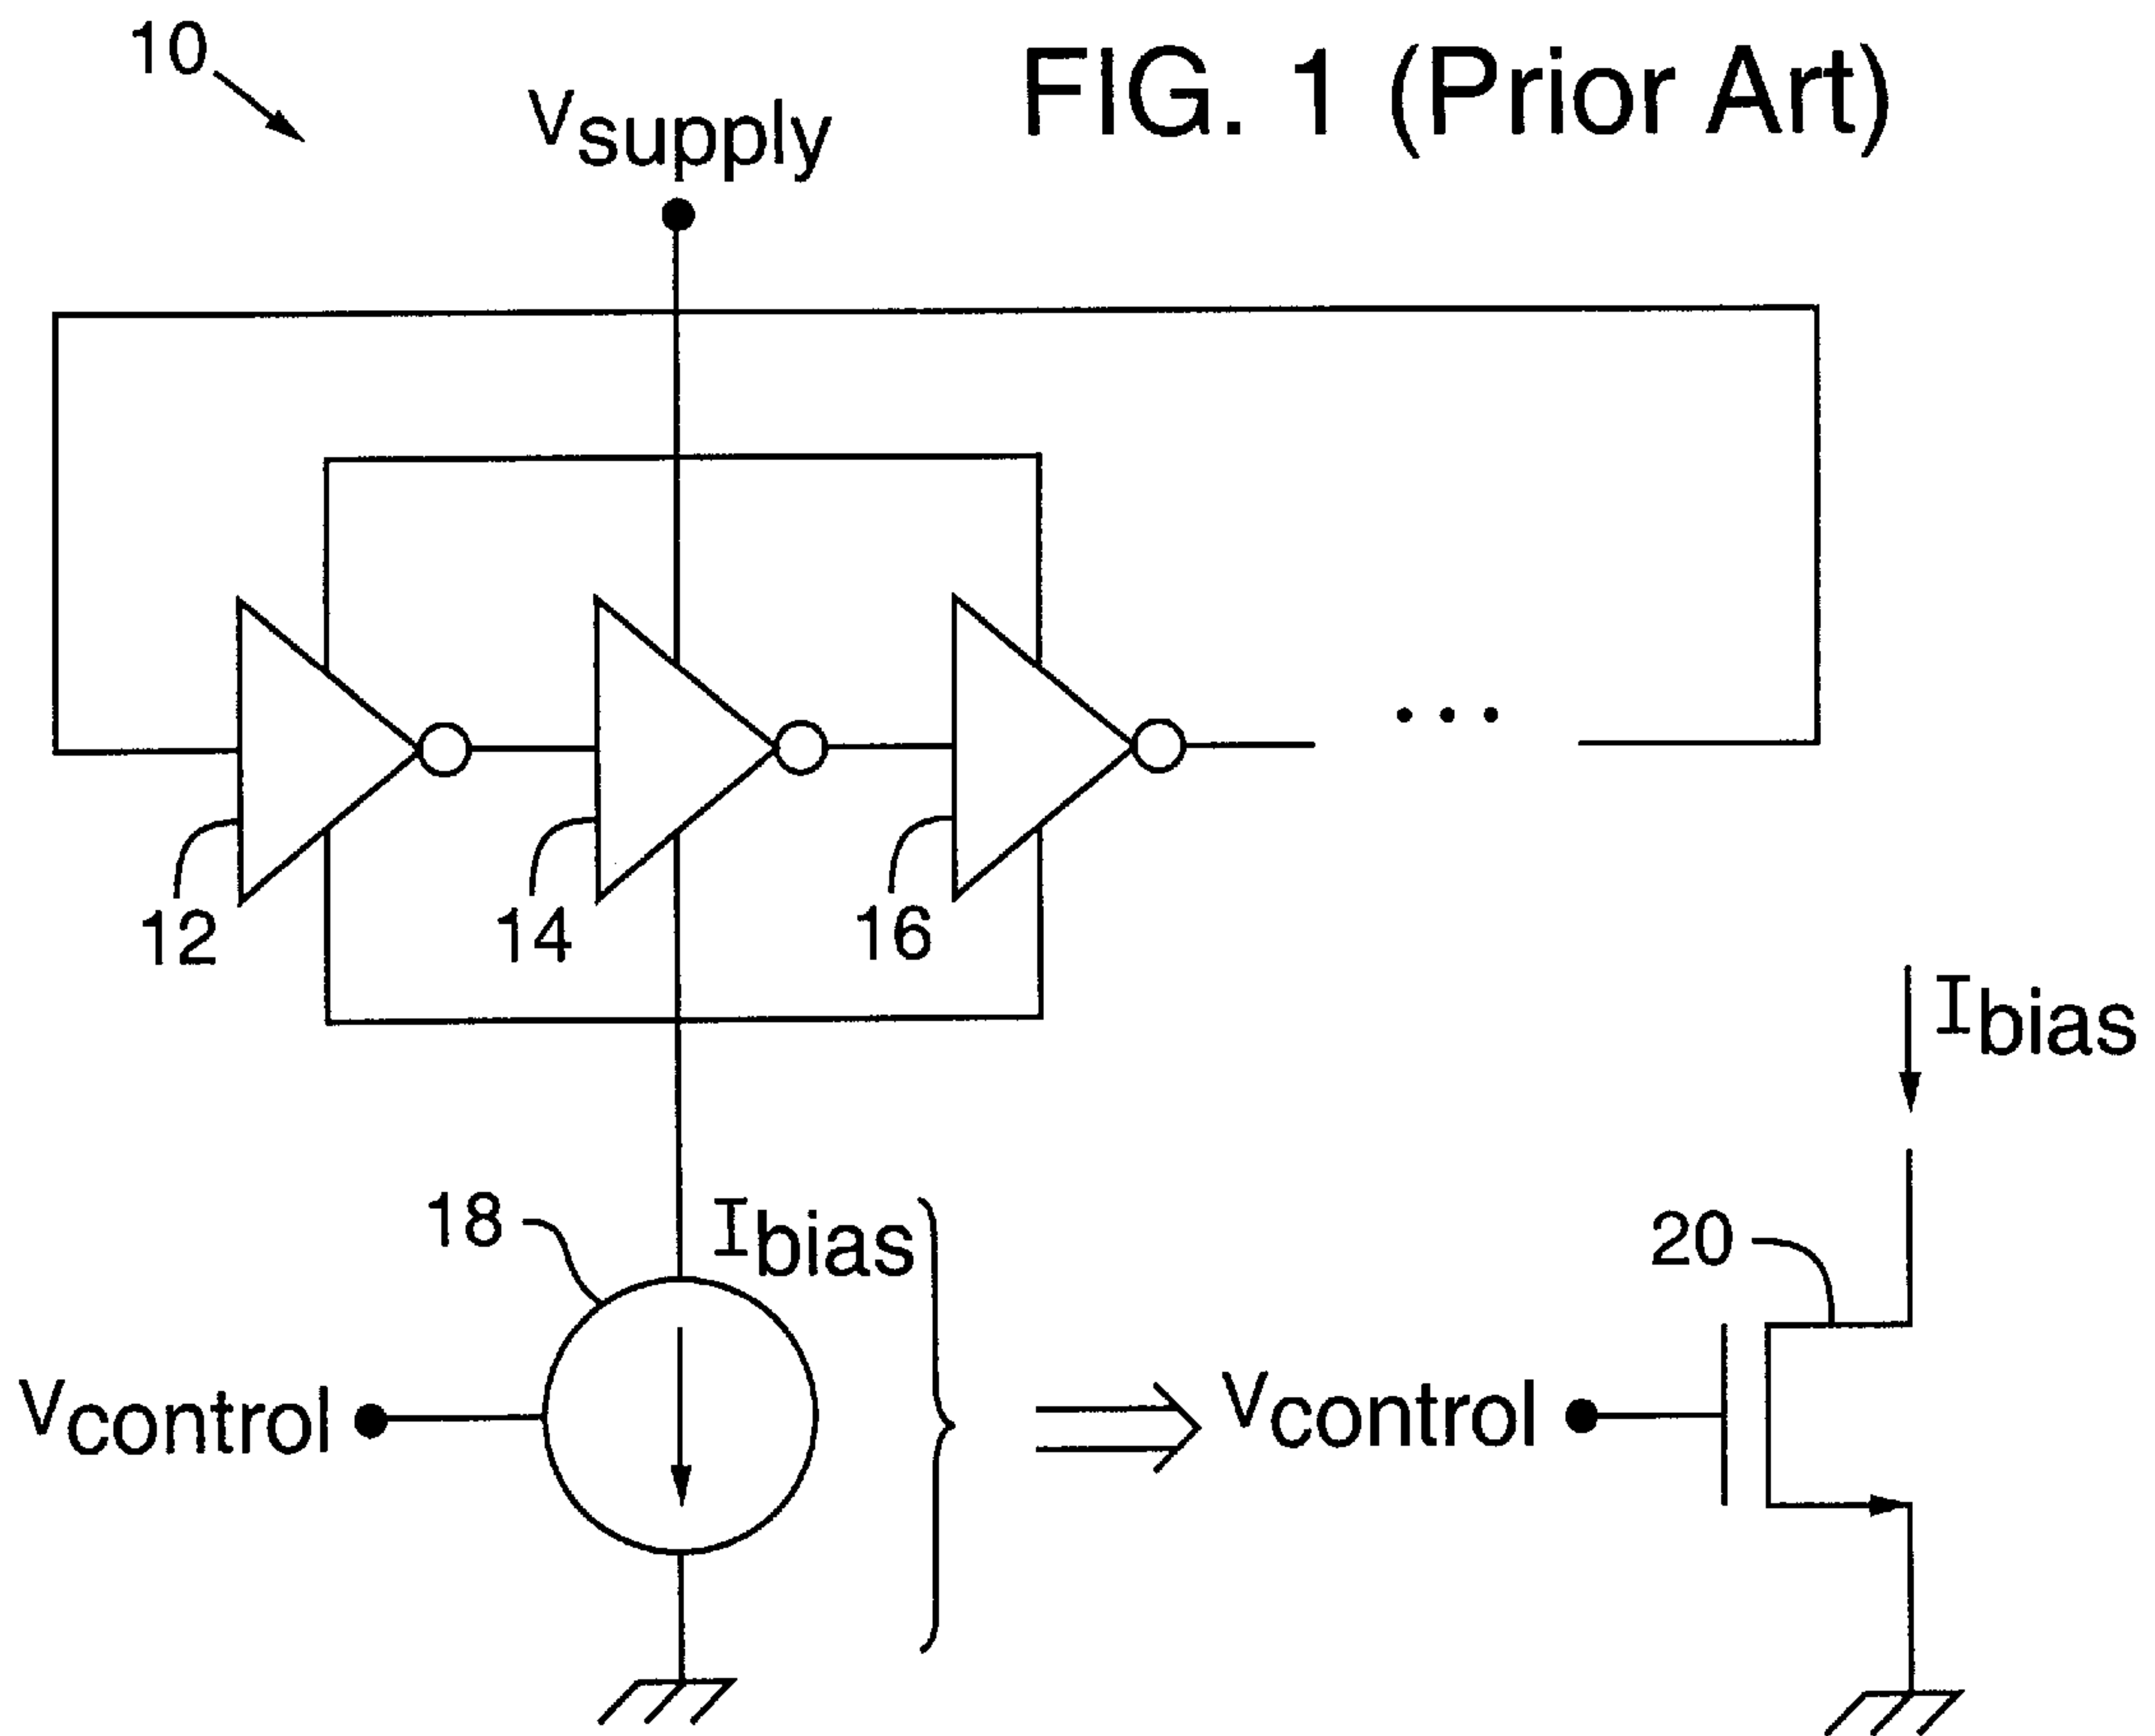 10
FIG. 1 (Prior Art)
Vsupply
12
14
16
Ibias
18
Ibias
20
Vcontrol
Vcontrol